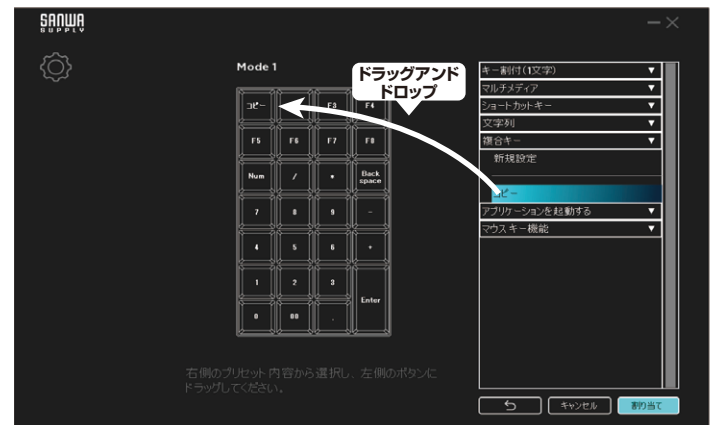 SANWA
SUPPLY
Mode 1
ドラッグアンド
ドロップ
コピー
F3
F4
F5
F6
F7
F8
Num
/
*
Back
space
7
8
9
-
4
5
6
+
1
2
3
Enter
0
00
.
キー割付(1文字)
マルチメディア
ショートカットキー
文字列
複合キー
新規設定
コピー
アプリケーションを起動する
マウスキー機能
右側のプリセット内容から選択し、左側のボタンに
ドラッグしてください。
キャンセル
割り当て